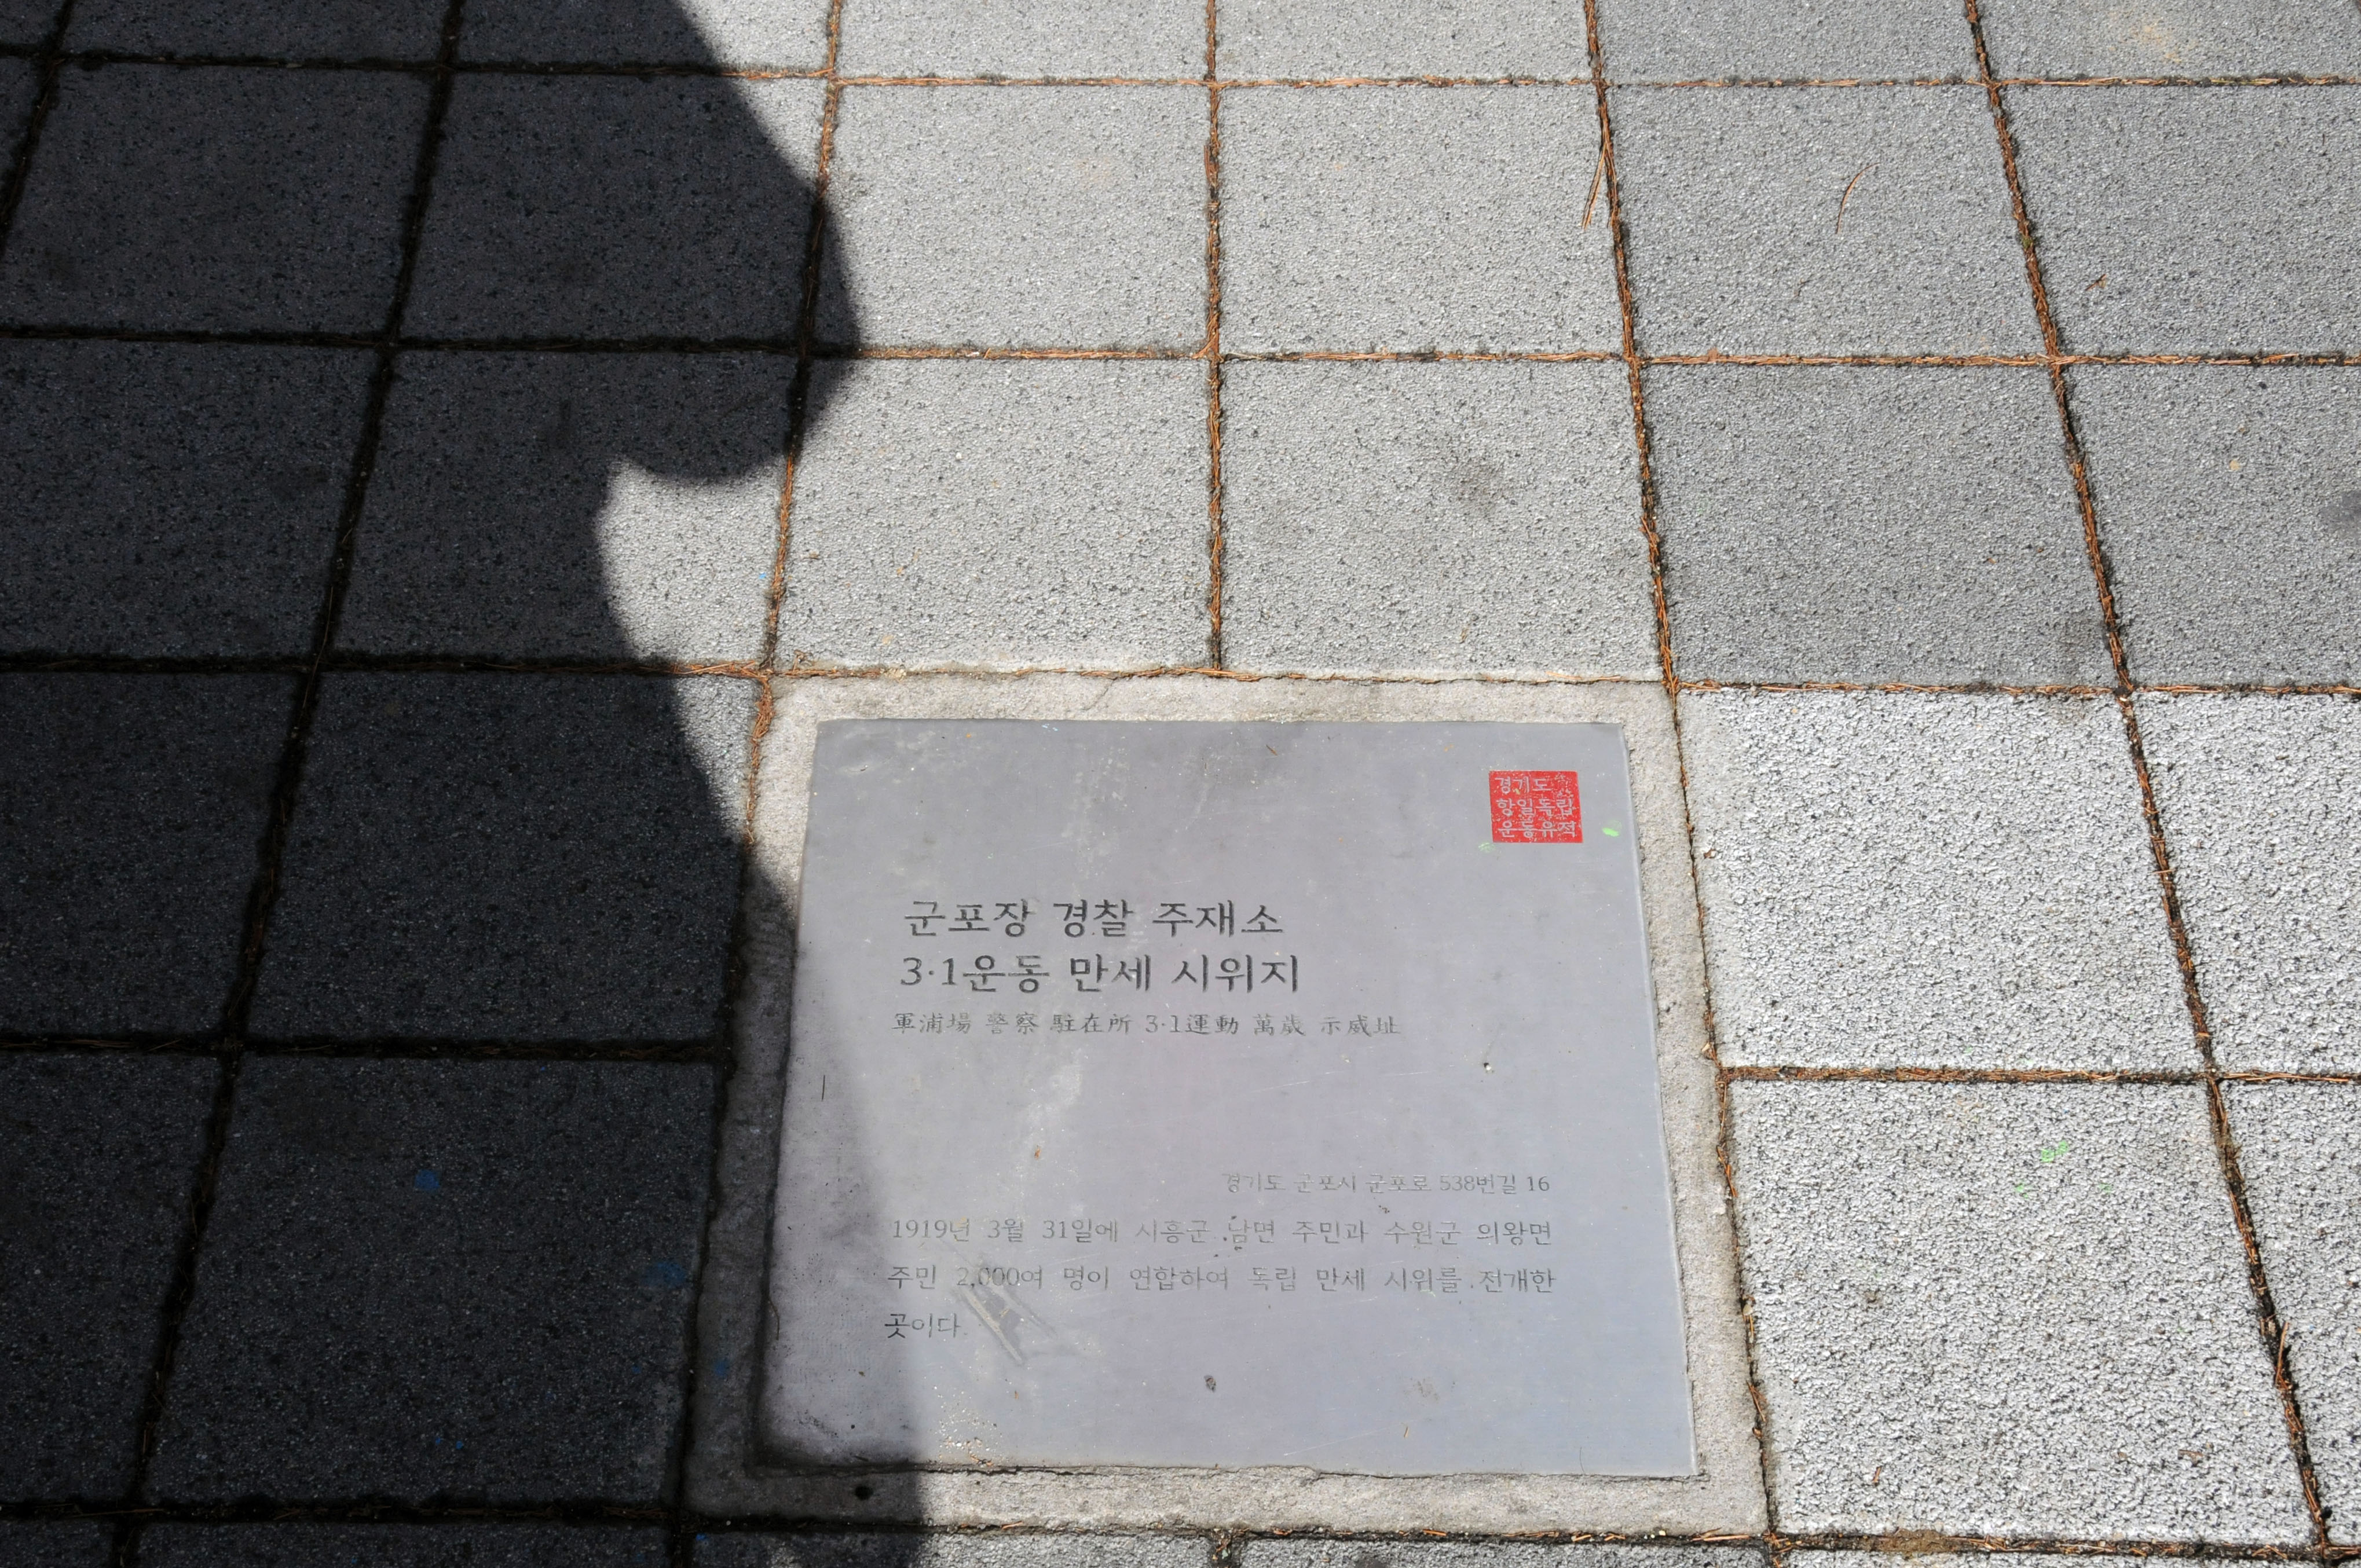 경기도
항일독립
운동유적
군포장 경찰 주재소
3·1운동 만세 시위지
軍浦場 警察 駐在所 3·1運動 萬歲 示威址
경기도 군포시 군포로 538번길 16
1919년 3월 31일에 시흥군 남면 주민과 수원군 의왕면
주민 2,000여 명이 연합하여 독립 만세 시위를 전개한
곳이다.